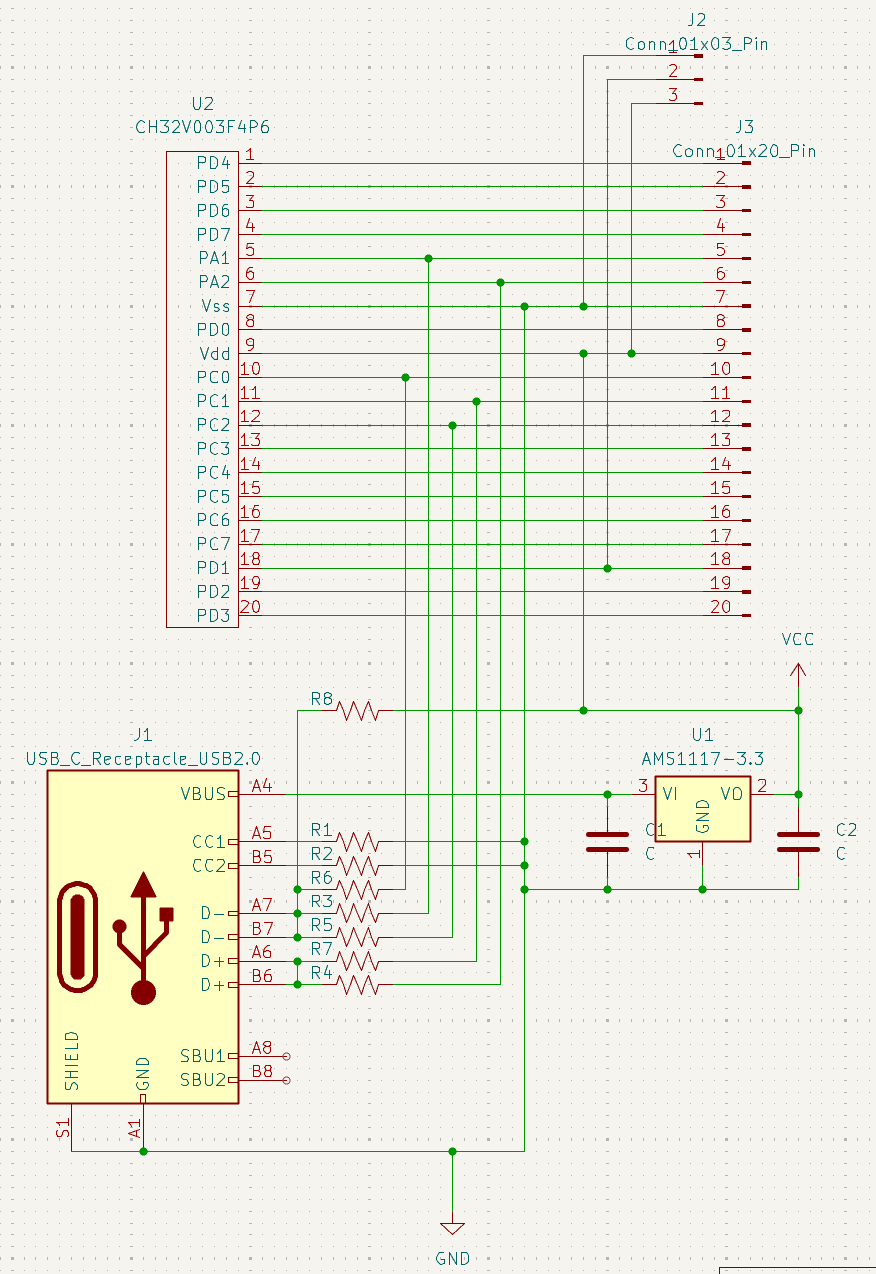 J2
Conn_01x03_Pin
1
2
3
U2
CH32V003F4P6
J3
Conn_01x20_Pin
PD4 1 1
PD5 2 2
PD6 3 3
PD7 4 4
PA1 5 5
PA2 6 6
Vss 7 7
PD0 8 8
Vdd 9 9
PC0 10 10
PC1 11 11
PC2 12 12
PC3 13 13
PC4 14 14
PC5 15 15
PC6 16 16
PC7 17 17
PD1 18 18
PD2 19 19
PD3 20 20
VCC
R8
J1
USB_C_Receptacle_USB2.0
U1
AMS1117-3.3
VBUS A4
3 VI VO 2
GND
1
C1
C
C2
C
CC1 A5 R1
CC2 B5 R2
R6
D- A7 R3
D- B7 R5
D+ A6 R7
D+ B6 R4
SBU1 A8
SBU2 B8
SHIELD
GND
S1
A1
GND